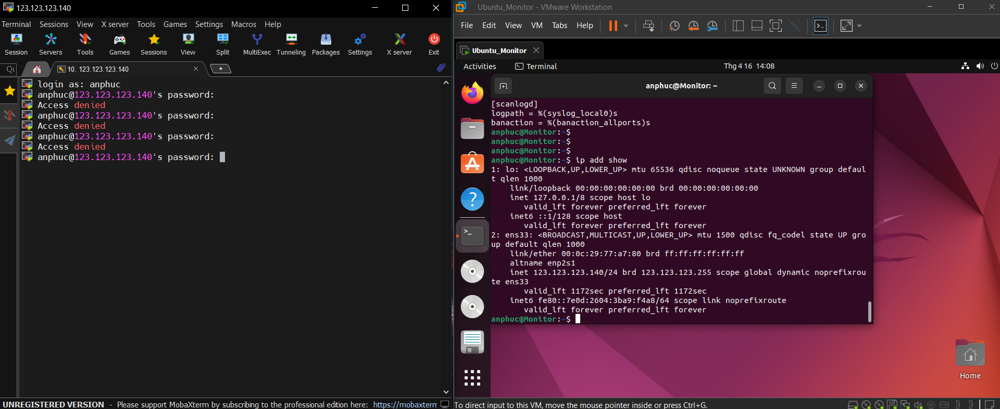 123.123.123.140
Terminal Sessions View X server Tools Games Settings Macros Help
Session Servers Tools Games Sessions View Split MultiExec Tunneling Packages Settings X server Exit
10. 123.123.123.140
login as: anphuc
anphuc@123.123.123.140's password:
Access denied
anphuc@123.123.123.140's password:
Access denied
anphuc@123.123.123.140's password:
Access denied
anphuc@123.123.123.140's password:
UNREGISTERED VERSION - Please support MobaXterm by subscribing to the professional edition here: https://mobaxterm
Ubuntu_Monitor - VMware Workstation
File Edit View VM Tabs Help
Ubuntu_Monitor
Activities Terminal Thg 4 16 14:08
anphuc@Monitor: ~
[scanlogd]
logpath = %(syslog_local0)s
banaction = %(banaction_allports)s
anphuc@Monitor:~$
anphuc@Monitor:~$
anphuc@Monitor:~$
anphuc@Monitor:~$ ip add show
1: lo: <LOOPBACK,UP,LOWER_UP> mtu 65536 qdisc noqueue state UNKNOWN group defaul
t qlen 1000
link/loopback 00:00:00:00:00:00 brd 00:00:00:00:00:00
inet 127.0.0.1/8 scope host lo
valid_lft forever preferred_lft forever
inet6 ::1/128 scope host
valid_lft forever preferred_lft forever
2: ens33: <BROADCAST,MULTICAST,UP,LOWER_UP> mtu 1500 qdisc fq_codel state UP gro
up default qlen 1000
link/ether 00:0c:29:77:a7:80 brd ff:ff:ff:ff:ff:ff
altname enp2s1
inet 123.123.123.140/24 brd 123.123.123.255 scope global dynamic noprefixrou
te ens33
valid_lft 1172sec preferred_lft 1172sec
inet6 fe80::7e0d:2604:3ba9:f4a8/64 scope link noprefixroute
valid_lft forever preferred_lft forever
anphuc@Monitor:~$
Home
To direct input to this VM, move the mouse pointer inside or press Ctrl+G.